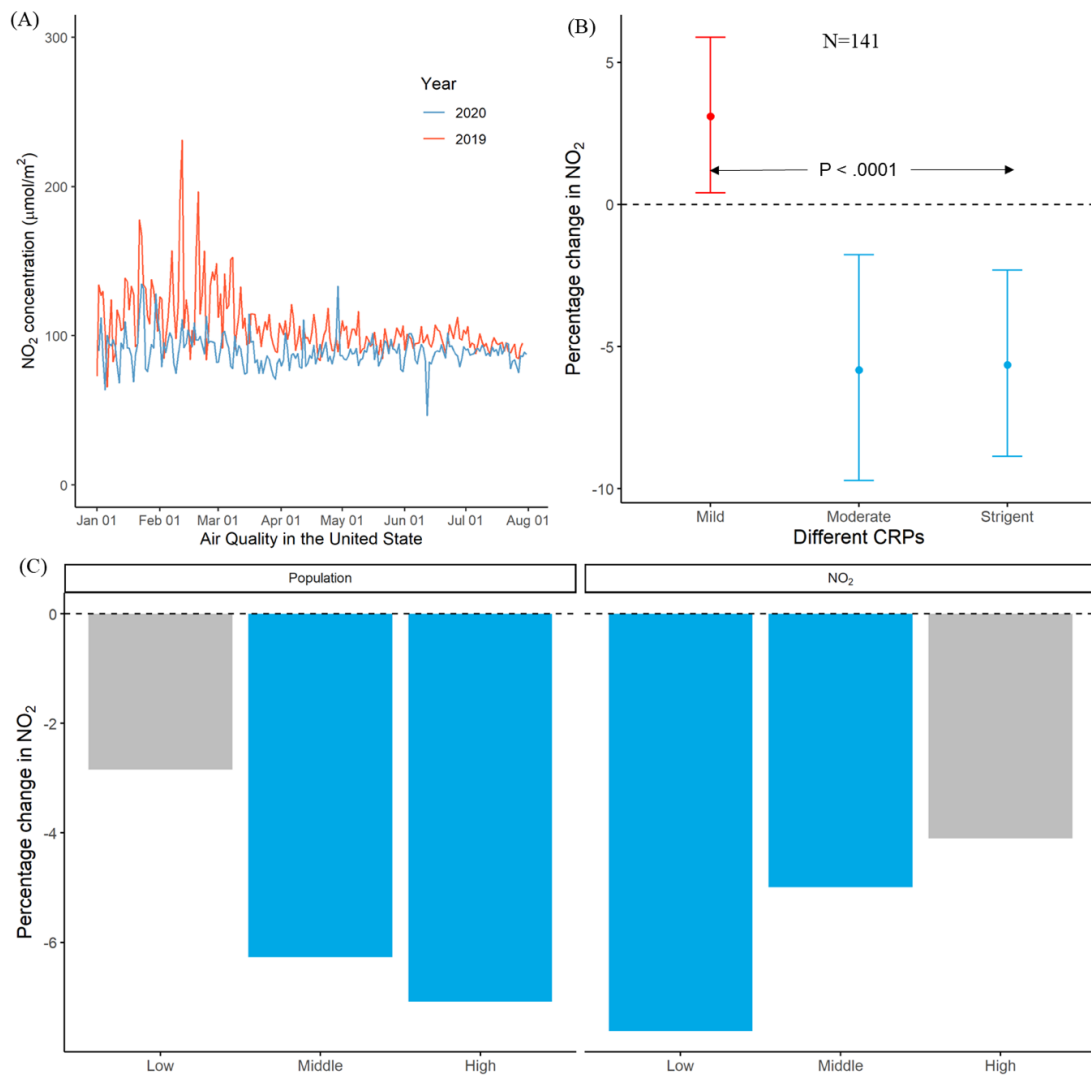 (A)
300
200
100
0
NO2 concentration (μmol/m²)
Year
2020
2019
Jan 01 Feb 01 Mar 01 Apr 01 May 01 Jun 01 Jul 01 Aug 01
Air Quality in the United State
(B)
N=141
5
0
-5
-10
Percentage change in NO2
P < .0001
Mild Moderate Strigent
Different CRPs
(C)
Population NO2
0
-2
-4
-6
Percentage change in NO2
Low Middle High Low Middle High